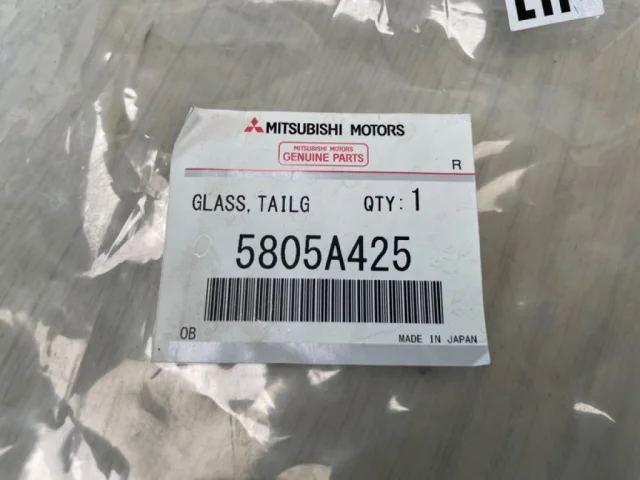 MITSUBISHI MOTORS
MITSUBISHI MOTORS
GENUINE PARTS
R
GLASS, TAILG QTY: 1
5805A425
OB MADE IN JAPAN